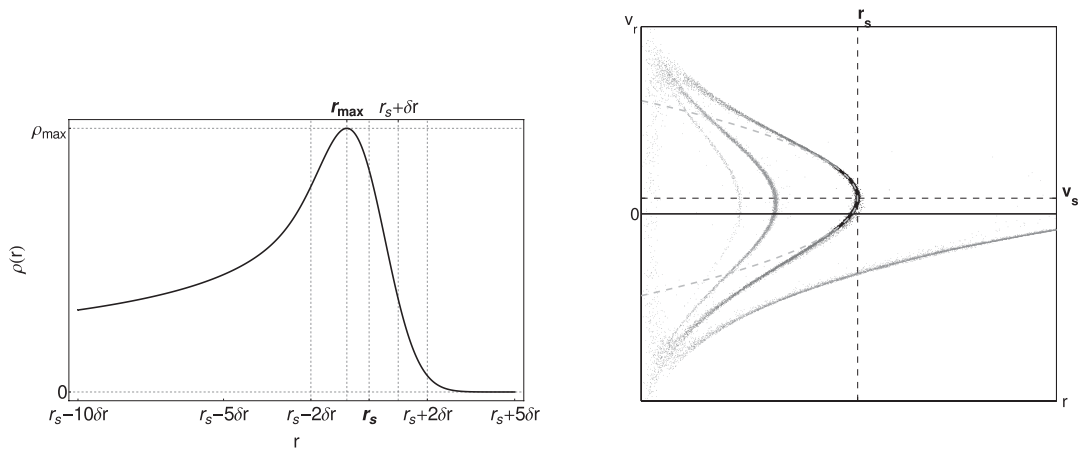 r_max r_s+δr
ρ_max
ρ(r)
0
r_s−10δr r_s−5δr r_s−2δr r_s r_s+2δr r_s+5δr
r
r_s
v_r
v_s
0
r